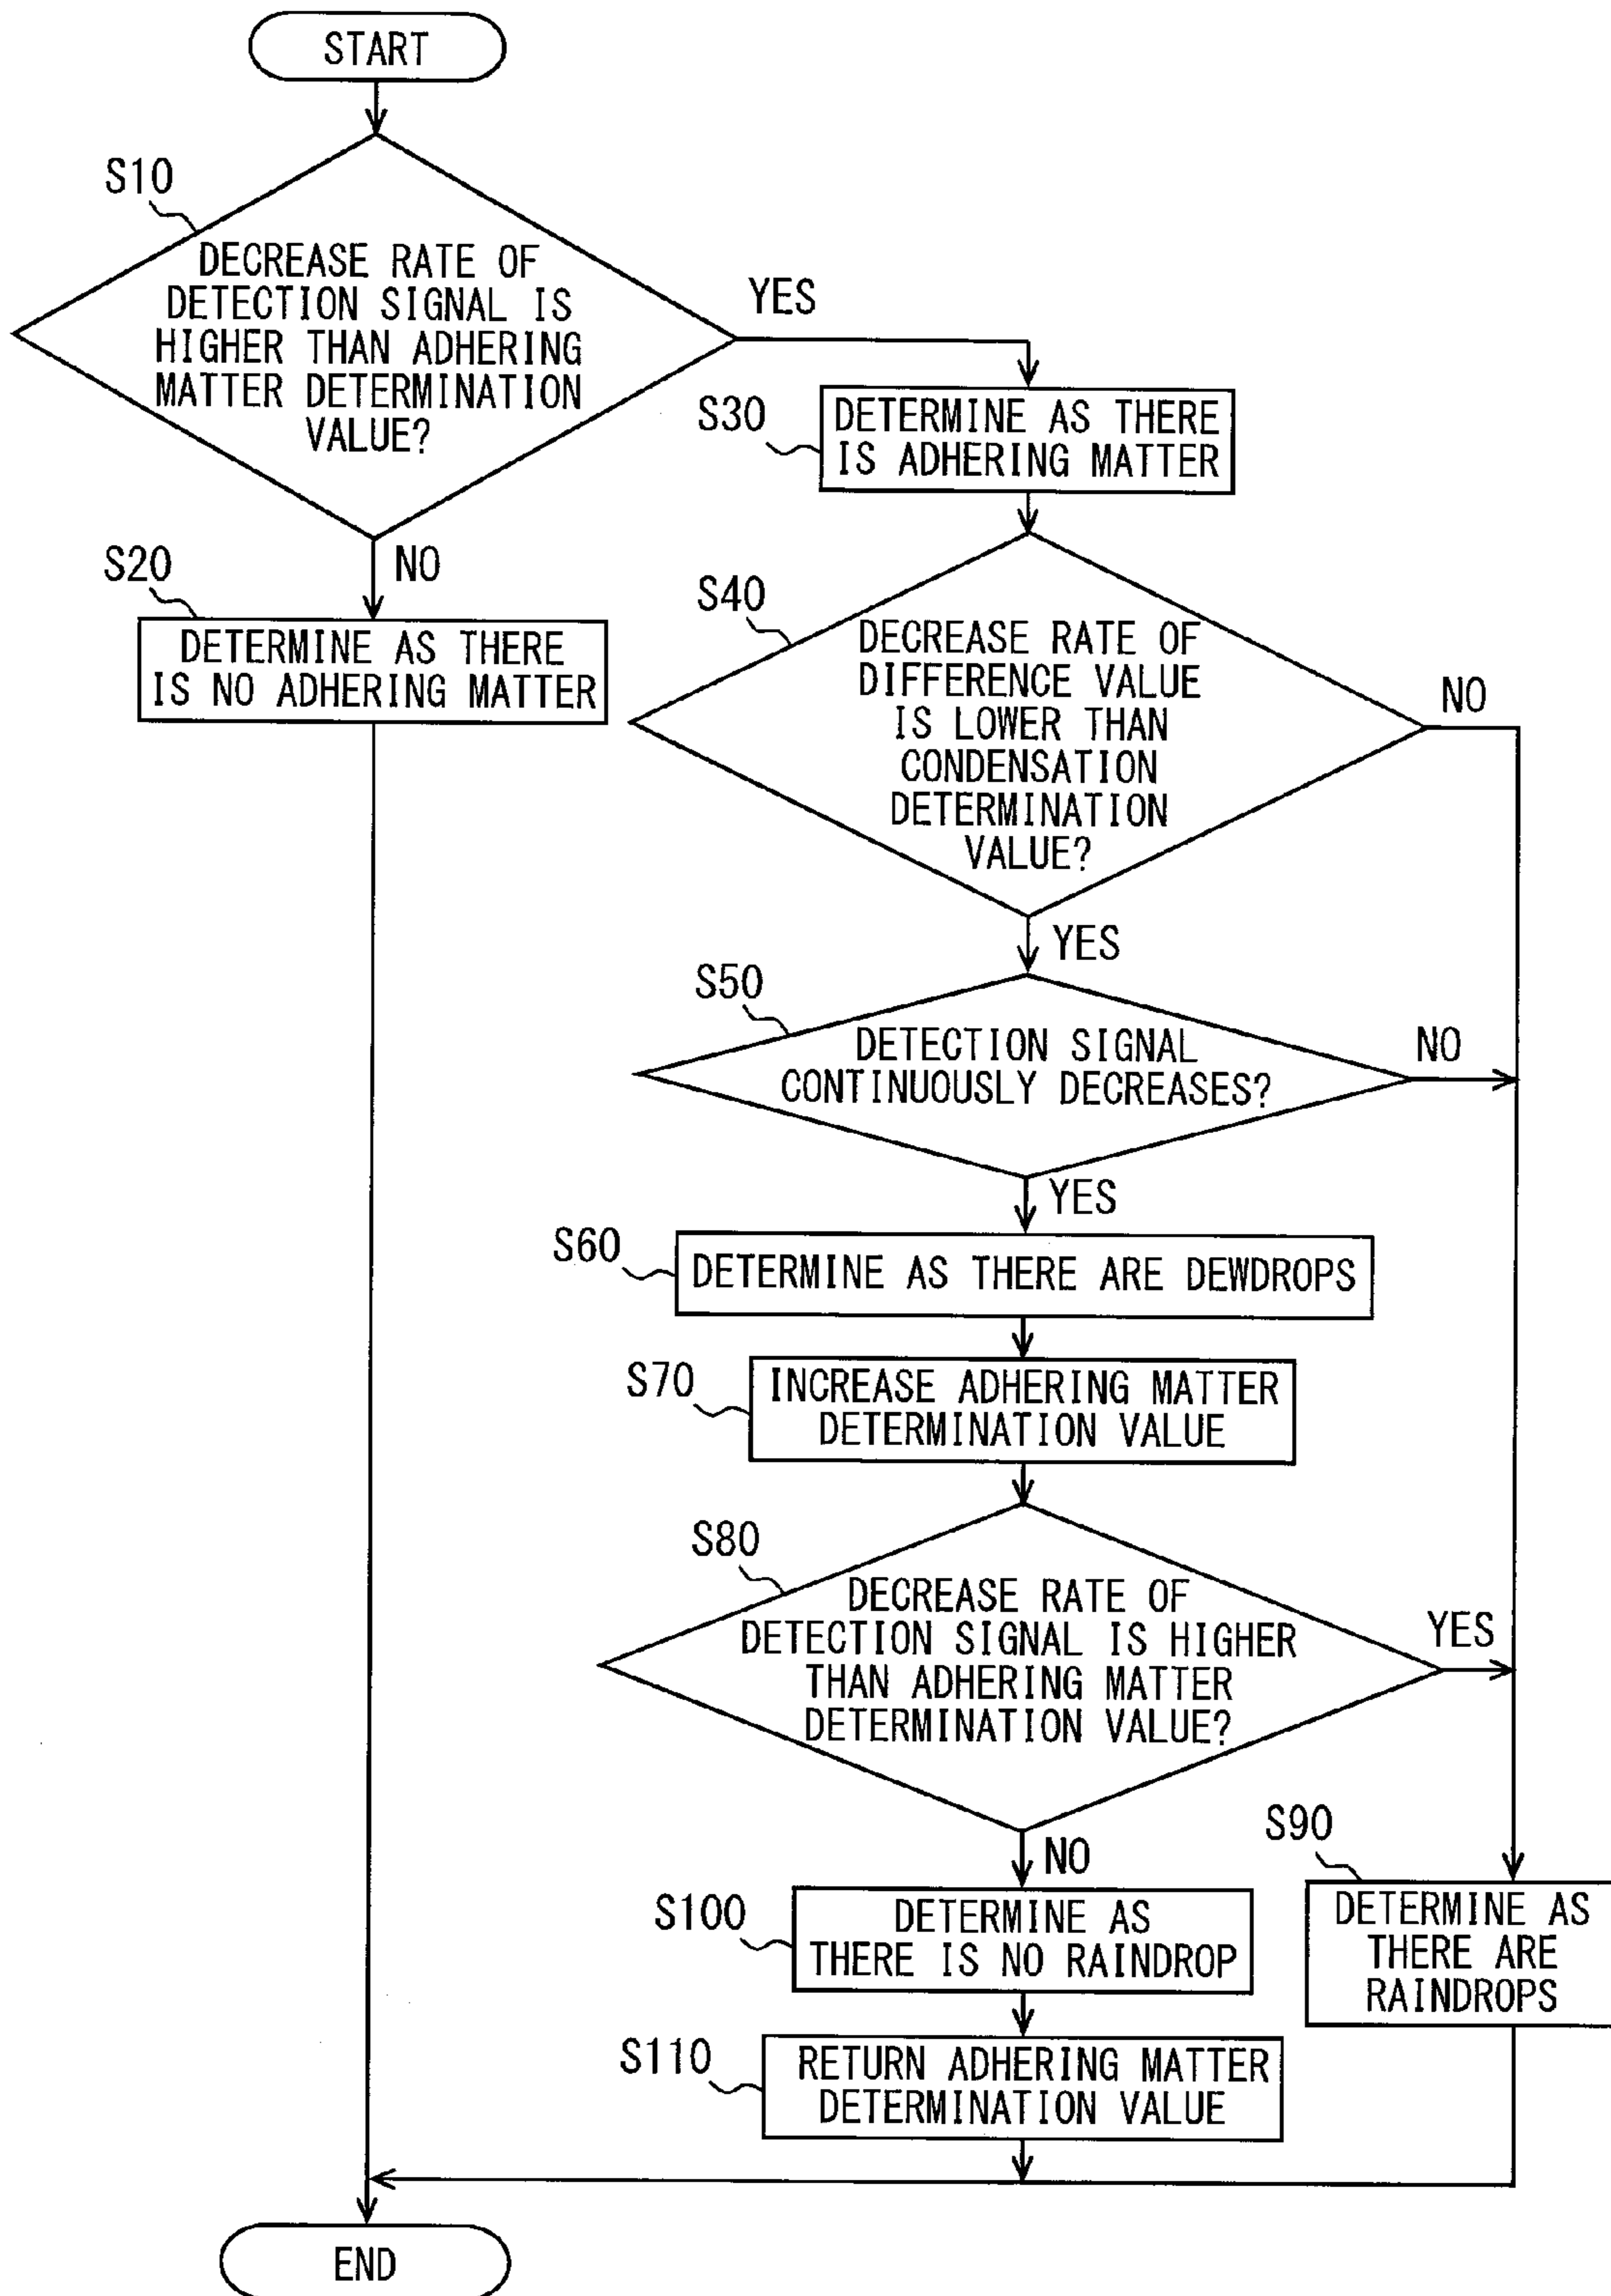 START
S10
DECREASE RATE OF
DETECTION SIGNAL IS
HIGHER THAN ADHERING
MATTER DETERMINATION
VALUE?
YES
NO
S20
DETERMINE AS THERE
IS NO ADHERING MATTER
S30
DETERMINE AS THERE
IS ADHERING MATTER
S40
DECREASE RATE OF
DIFFERENCE VALUE
IS LOWER THAN
CONDENSATION
DETERMINATION
VALUE?
NO
YES
S50
DETECTION SIGNAL
CONTINUOUSLY DECREASES?
NO
YES
S60
DETERMINE AS THERE ARE DEWDROPS
S70
INCREASE ADHERING MATTER
DETERMINATION VALUE
S80
DECREASE RATE OF
DETECTION SIGNAL IS HIGHER
THAN ADHERING MATTER
DETERMINATION VALUE?
YES
NO
S90
DETERMINE AS
THERE ARE
RAINDROPS
S100
DETERMINE AS
THERE IS NO RAINDROP
S110
RETURN ADHERING MATTER
DETERMINATION VALUE
END